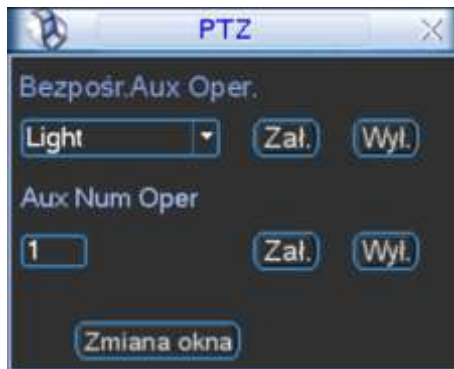 PTZ
Bezpośr.Aux Oper.
Light Zał. Wył.
Aux Num Oper
1 Zał. Wył.
Zmiana okna